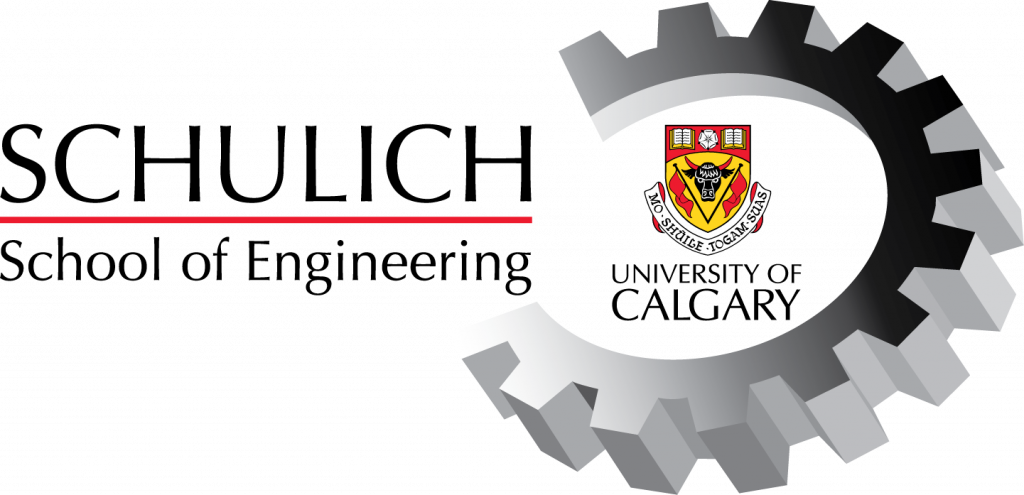 SCHULICH
School of Engineering
MO · SHÙILE · TOGAM · SUAS
UNIVERSITY OF
CALGARY